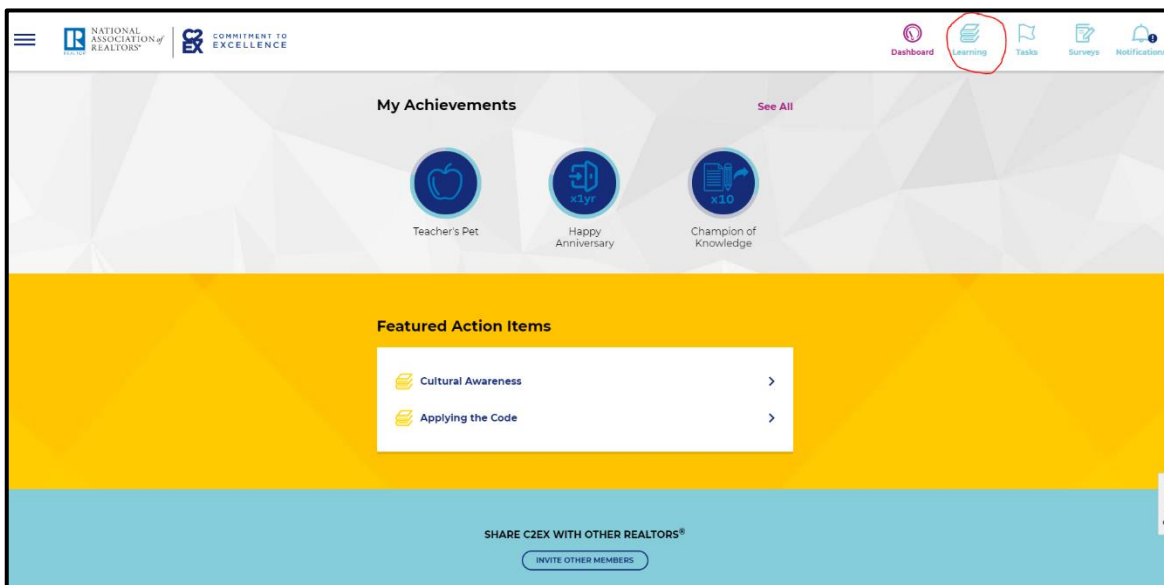 NATIONAL
ASSOCIATION of
REALTORS®
REALTOR®
C2EX
COMMITMENT TO
EXCELLENCE
Dashboard
Learning
Tasks
Surveys
Notifications
My Achievements
See All
x1yr
x10
Teacher's Pet
Happy
Anniversary
Champion of
Knowledge
Featured Action Items
Cultural Awareness
Applying the Code
SHARE C2EX WITH OTHER REALTORS®
INVITE OTHER MEMBERS